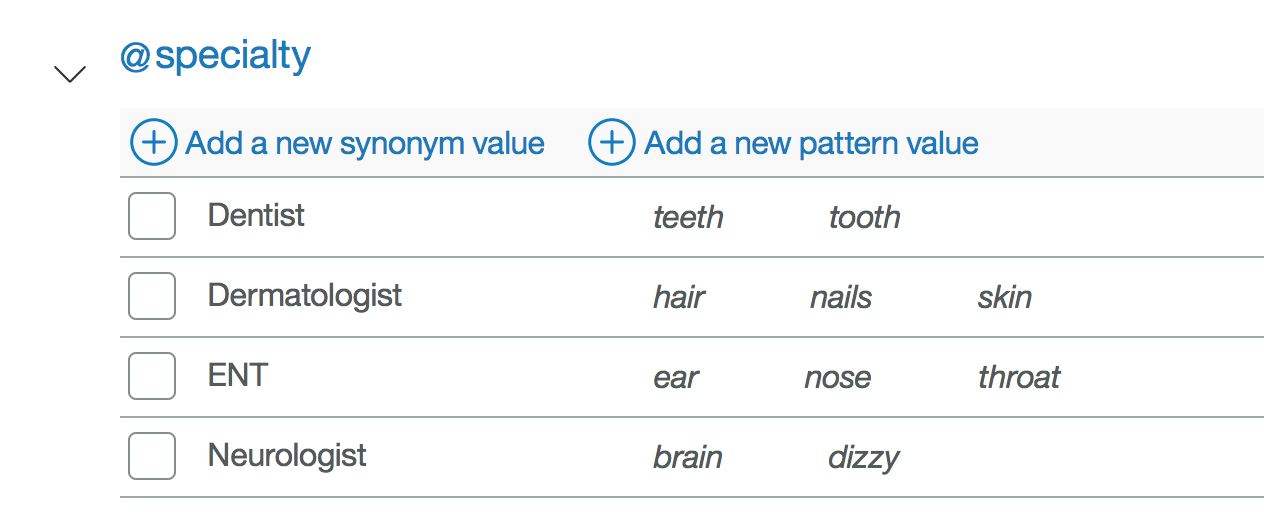 @specialty
Add a new synonym value Add a new pattern value
Dentist teeth tooth
Dermatologist hair nails skin
ENT ear nose throat
Neurologist brain dizzy